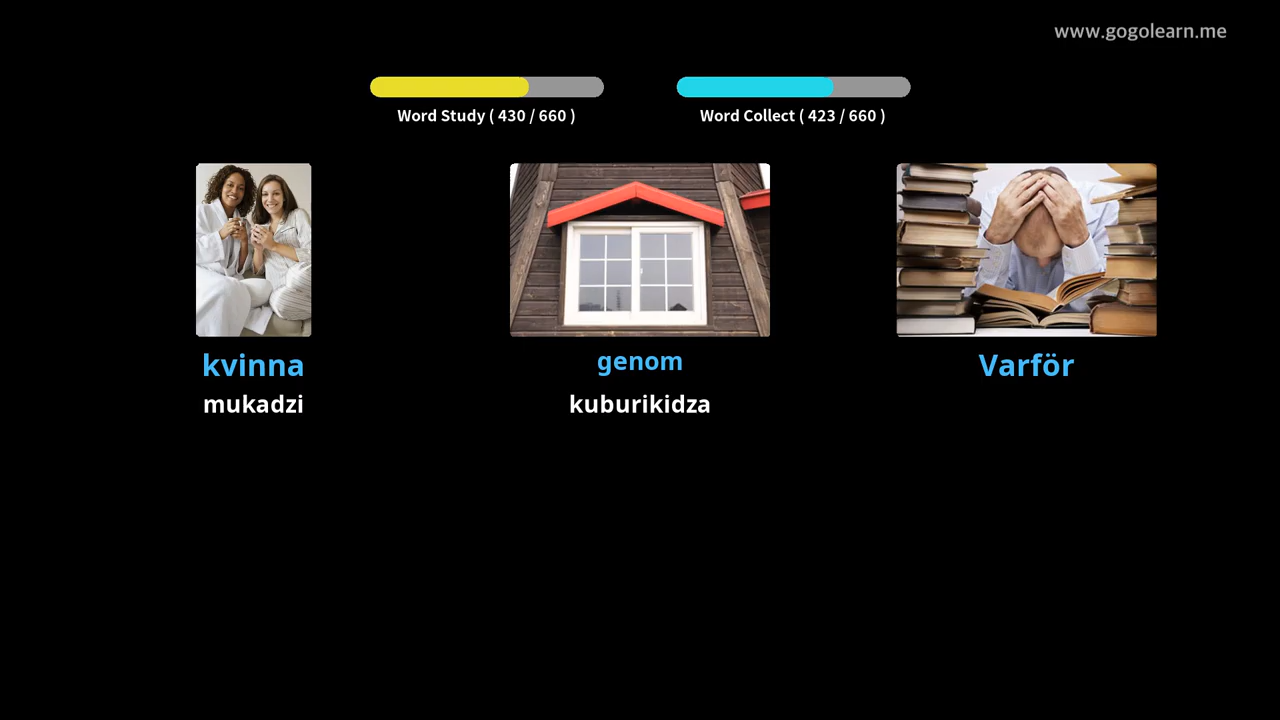 www.gogolearn.me
Word Study ( 430 / 660 )
Word Collect ( 423 / 660 )
kvinna
mukadzi
genom
kuburikidza
Varför